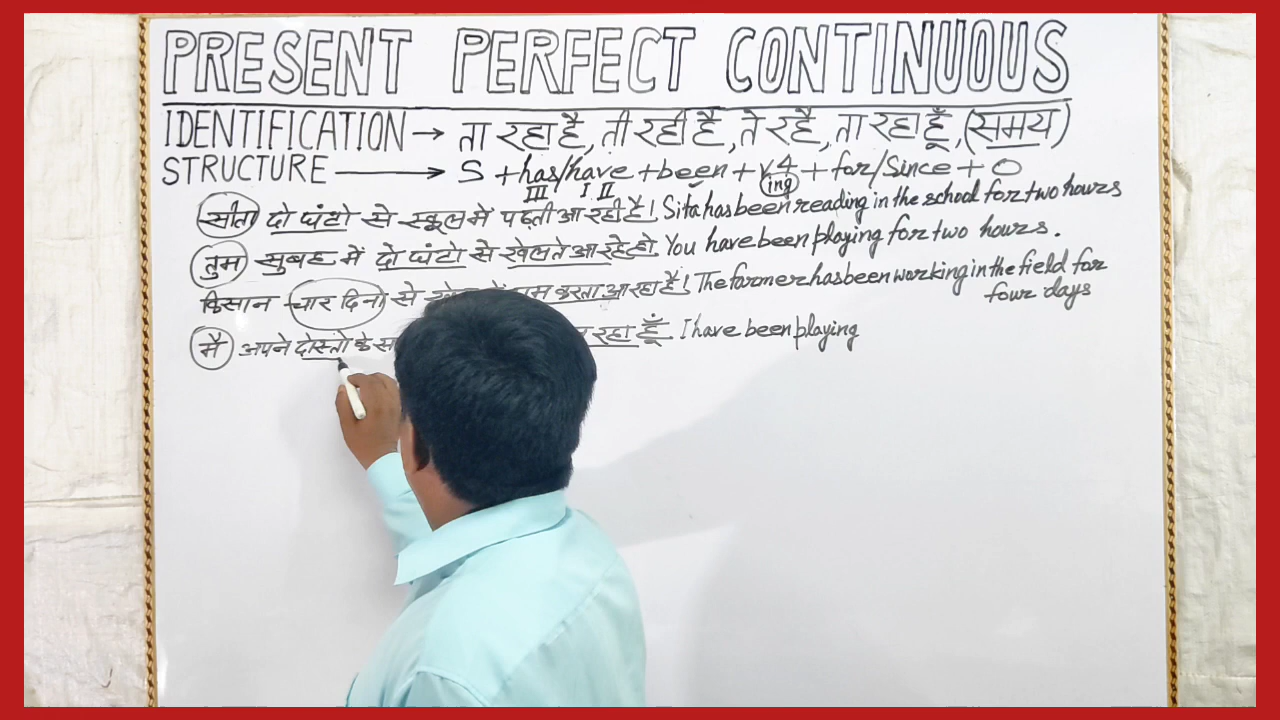 PRESENT PERFECT CONTINUOUS
IDENTIFICATION → ता रहा है, ती रही है, ते रहै, ता रहा हूँ, (समय)
STRUCTURE → S + has/have + been + v4 + for/Since + O
III I II ing
सीता दो घंटो से स्कूल में पढ़ती आ रही है। Sita has been reading in the school for two hours
तुम सुबह में दो घंटो से खेलते आ रहे हो. You have been playing for two hours.
किसान चार दिनो से काम करता आ रहा है। The farmer has been working in the field for
four days
मै अपने दोस्तो के रहा हूँ. I have been playing